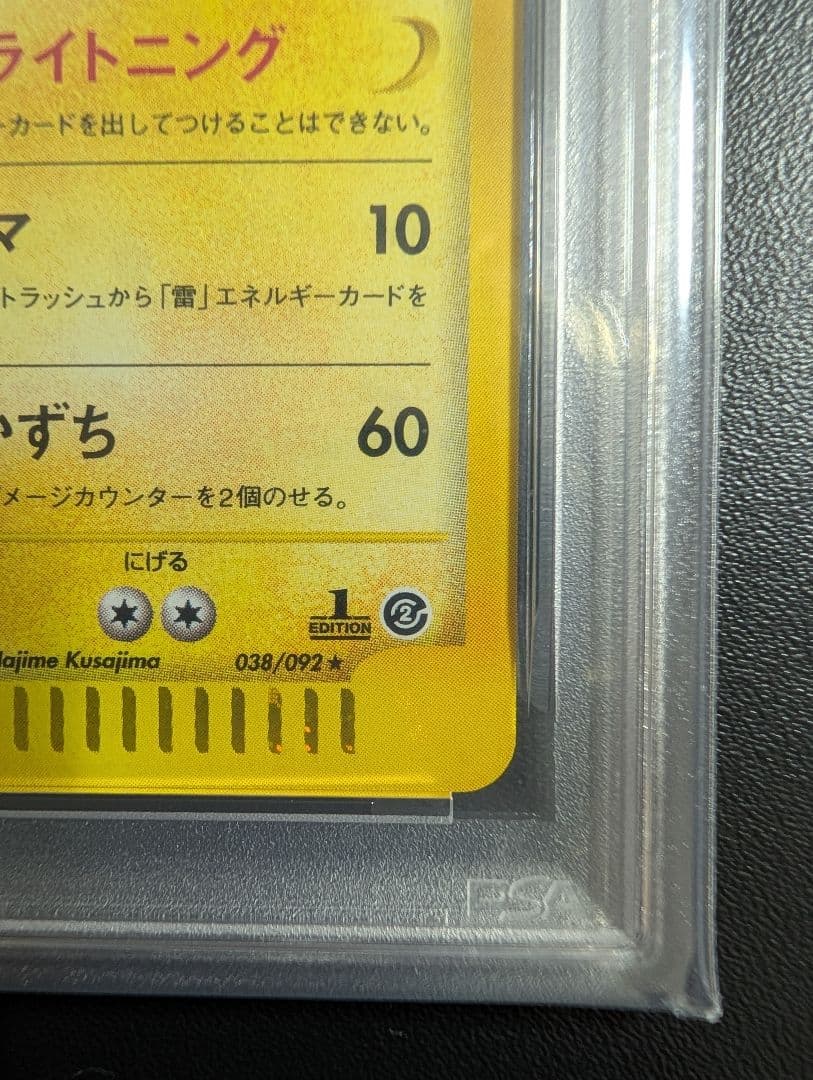 ライトニング
カードを出してつけることはできない。
マ 10
トラッシュから「雷」エネルギーカードを
ずち 60
メージカウンターを2個のせる。
にげる
1
EDITION
2
Hajime Kusajima 038/092★
PSA